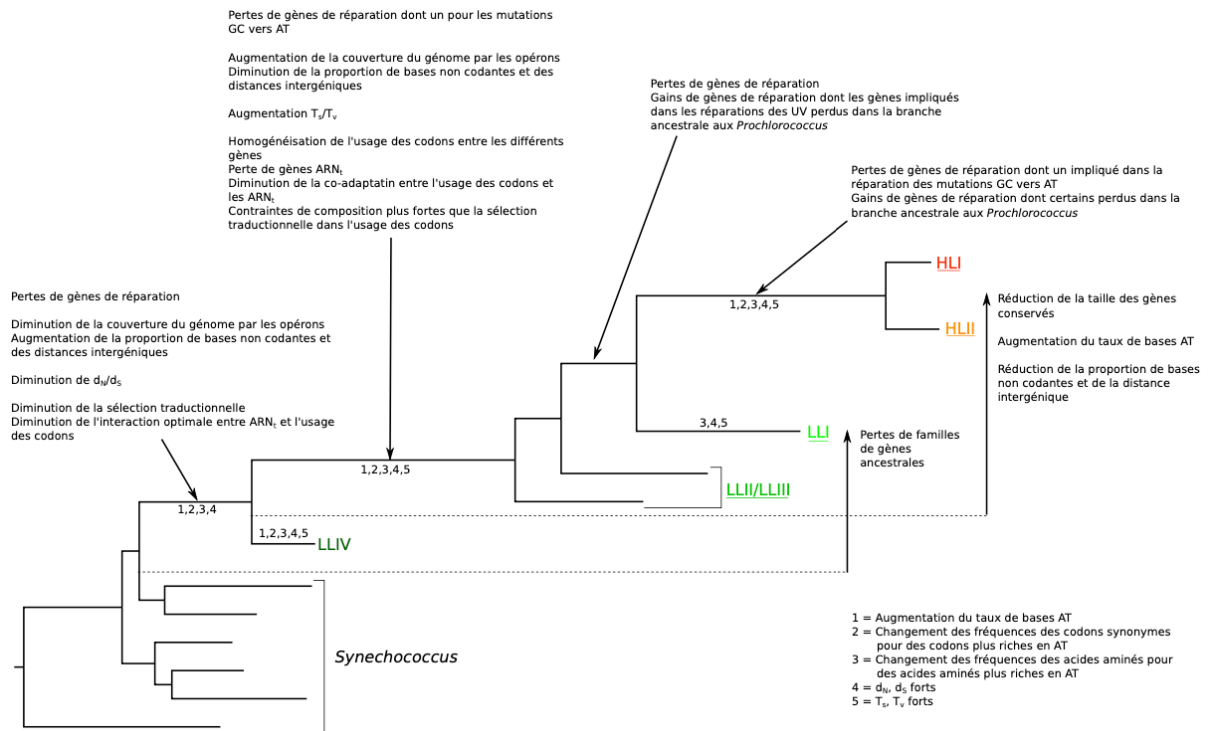 Pertes de gènes de réparation dont un pour les mutations
GC vers AT
Augmentation de la couverture du génome par les opérons
Diminution de la proportion de bases non codantes et des
distances intergéniques
Augmentation Ts/Tv
Homogénéisation de l'usage des codons entre les différents
gènes
Perte de gènes ARNt
Diminution de la co-adaptatin entre l'usage des codons et
les ARNt
Contraintes de composition plus fortes que la sélection
traductionnelle dans l'usage des codons
Pertes de gènes de réparation
Gains de gènes de réparation dont les gènes impliqués
dans les réparations des UV perdus dans la branche
ancestrale aux Prochlorococcus
Pertes de gènes de réparation dont un impliqué dans la
réparation des mutations GC vers AT
Gains de gènes de réparation dont certains perdus dans la
branche ancestrale aux Prochlorococcus
Pertes de gènes de réparation
Diminution de la couverture du génome par les opérons
Augmentation de la proportion de bases non codantes et
des distances intergéniques
Diminution de dN/dS
Diminution de la sélection traductionnelle
Diminution de l'interaction optimale entre ARNt et l'usage
des codons
HLI
1,2,3,4,5
HLII
Réduction de la taille des gènes
conservés
Augmentation du taux de bases AT
Réduction de la proportion de bases
non codantes et de la distance
intergénique
3,4,5
LLI
Pertes de familles
de gènes
ancestrales
1,2,3,4,5
LLII/LLIII
1,2,3,4
1,2,3,4,5
LLIV
Synechococcus
1 = Augmentation du taux de bases AT
2 = Changement des fréquences des codons synonymes
pour des codons plus riches en AT
3 = Changement des fréquences des acides aminés pour
des acides aminés plus riches en AT
4 = dN, dS forts
5 = Ts, Tv forts